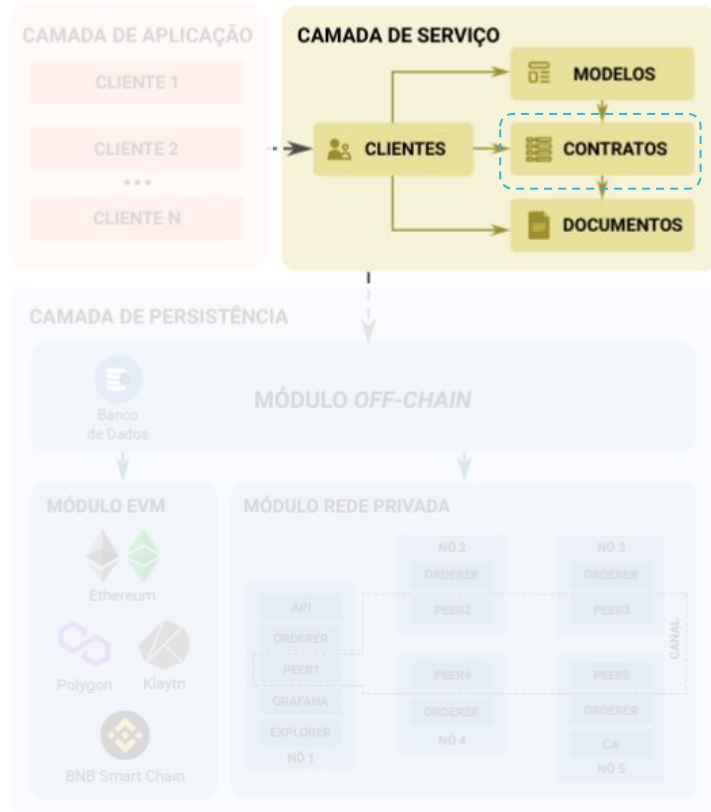 CAMADA DE APLICAÇÃO
CLIENTE 1
CLIENTE 2
...
CLIENTE N
CAMADA DE SERVIÇO
CLIENTES
MODELOS
CONTRATOS
DOCUMENTOS
CAMADA DE PERSISTÊNCIA
Banco
de Dados
MÓDULO OFF-CHAIN
MÓDULO EVM
Ethereum
Polygon
Klaytn
BNB Smart Chain
MÓDULO REDE PRIVADA
API
ORDERER
PEER1
GRAFANA
EXPLORER
NÓ 1
NÓ 2
ORDERER
PEER2
NÓ 3
ORDERER
PEER3
PEER4
ORDERER
NÓ 4
PEER5
ORDERER
CA
NÓ 5
CANAL